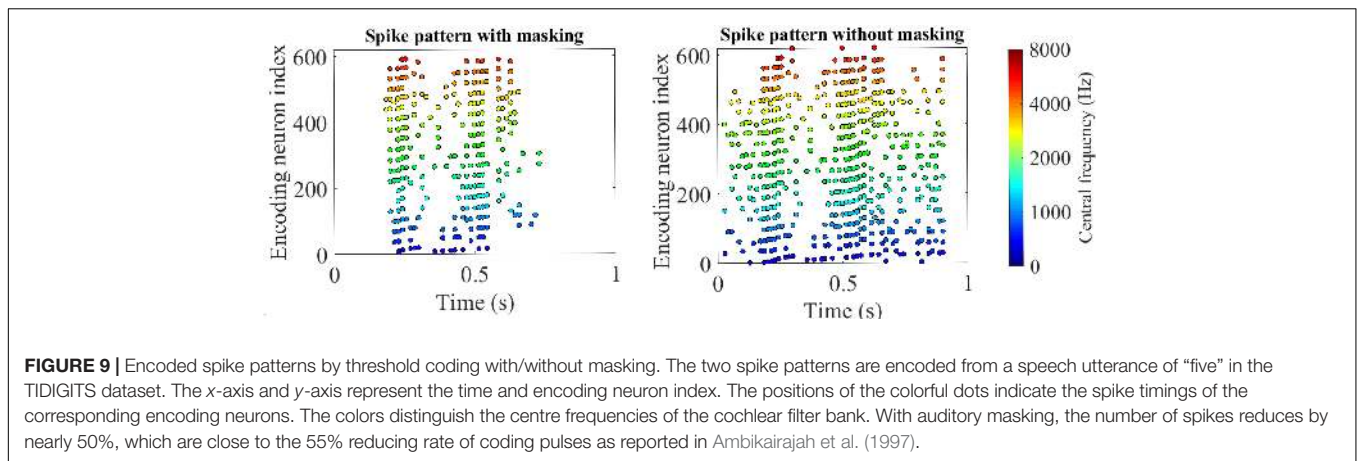 Spike pattern with masking
Spike pattern without masking
Encoding neuron index
600
400
200
0
0
0.5
1
Time (s)
Encoding neuron index
600
400
200
0
0
0.5
1
Time (s)
8000
4000
2000
1000
0
Central frequency (Hz)
FIGURE 9 | Encoded spike patterns by threshold coding with/without masking. The two spike patterns are encoded from a speech utterance of “five” in the
TIDIGITS dataset. The x-axis and y-axis represent the time and encoding neuron index. The positions of the colorful dots indicate the spike timings of the
corresponding encoding neurons. The colors distinguish the centre frequencies of the cochlear filter bank. With auditory masking, the number of spikes reduces by
nearly 50%, which are close to the 55% reducing rate of coding pulses as reported in Ambikairajah et al. (1997).